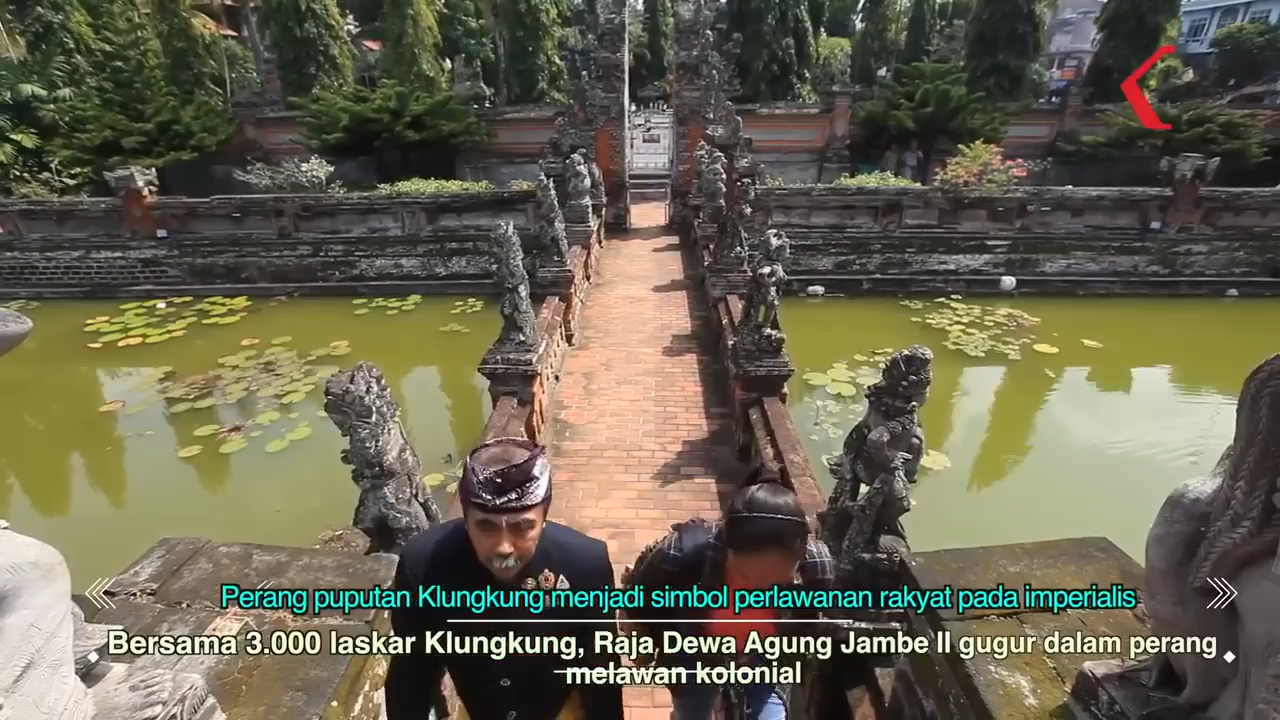 Perang puputan Klungkung menjadi simbol perlawanan rakyat pada imperialis
Bersama 3.000 laskar Klungkung, Raja Dewa Agung Jambe II gugur dalam perang
melawan kolonial